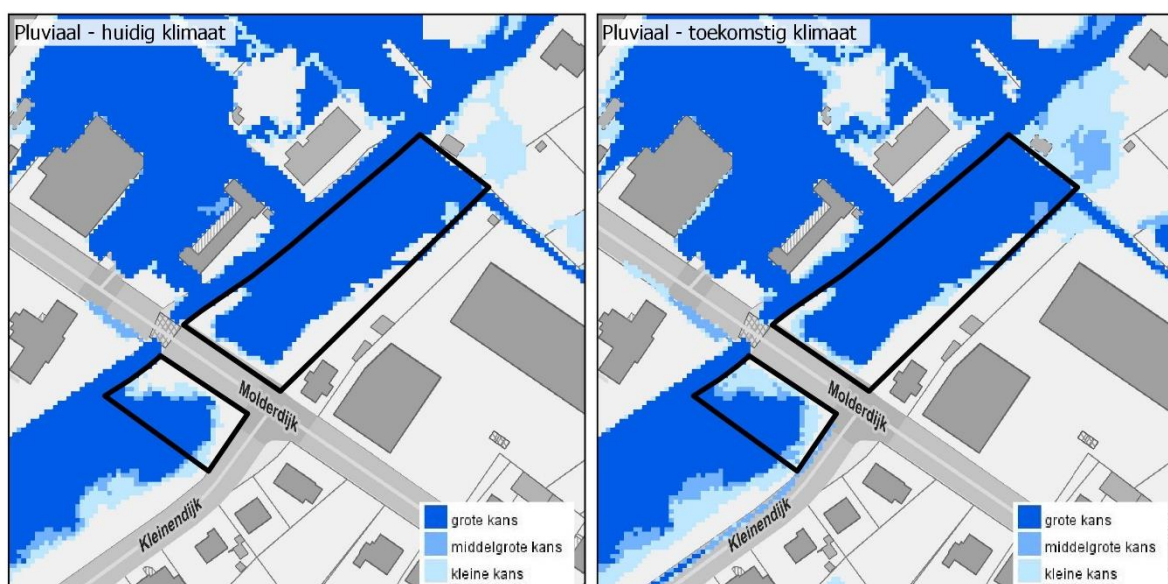 Pluviaal - huidig klimaat
Molderdijk
Kleinendijk
grote kans
middelgrote kans
kleine kans
Pluviaal - toekomstig klimaat
Molderdijk
Kleinendijk
grote kans
middelgrote kans
kleine kans